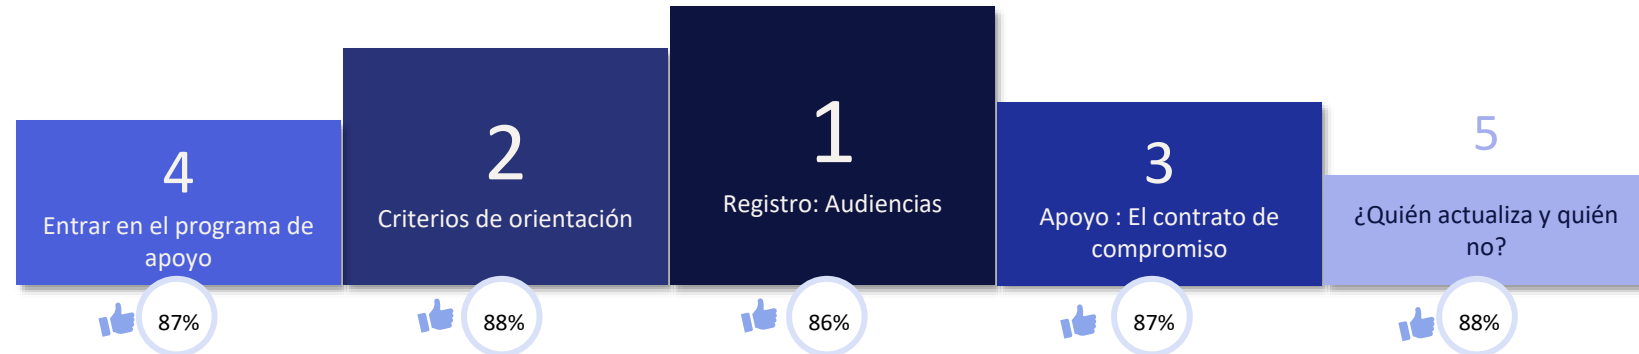 4
Entrar en el programa de
apoyo
87%
2
Criterios de orientación
88%
1
Registro: Audiencias
86%
3
Apoyo : El contrato de
compromiso
87%
5
¿Quién actualiza y quién
no?
88%